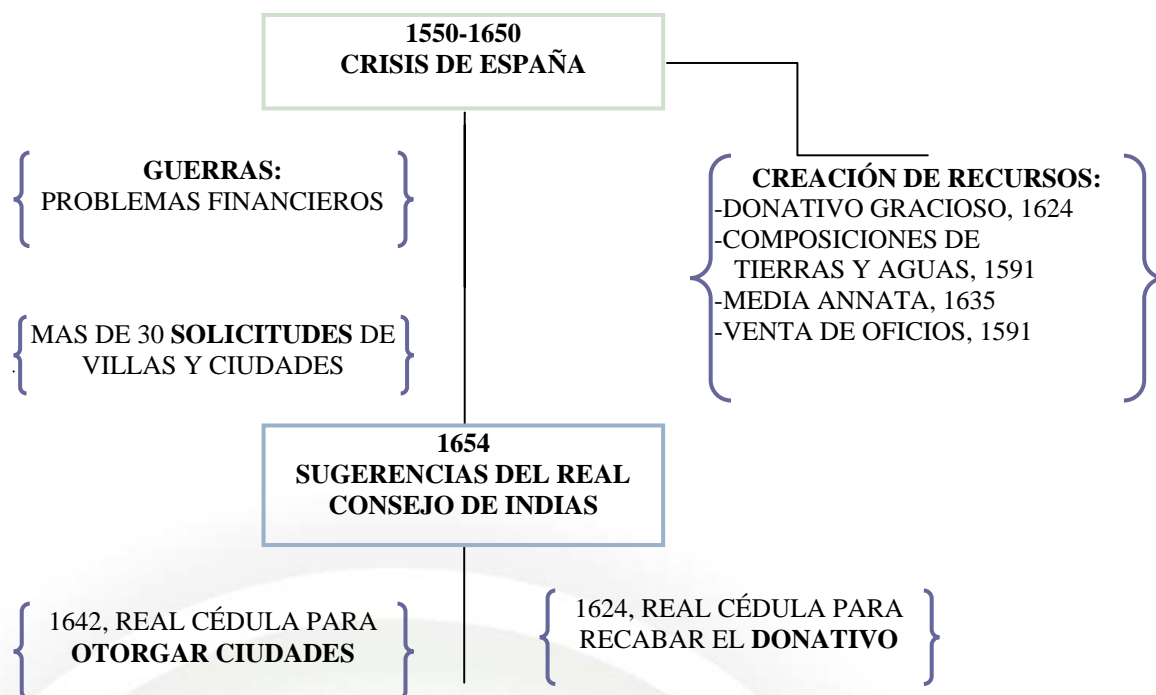 1550-1650
CRISIS DE ESPAÑA
GUERRAS:
PROBLEMAS FINANCIEROS
CREACIÓN DE RECURSOS:
-DONATIVO GRACIOSO, 1624
-COMPOSICIONES DE
TIERRAS Y AGUAS, 1591
-MEDIA ANNATA, 1635
-VENTA DE OFICIOS, 1591
MAS DE 30 SOLICITUDES DE
VILLAS Y CIUDADES
.
1654
SUGERENCIAS DEL REAL
CONSEJO DE INDIAS
1642, REAL CÉDULA PARA
OTORGAR CIUDADES
1624, REAL CÉDULA PARA
RECABAR EL DONATIVO